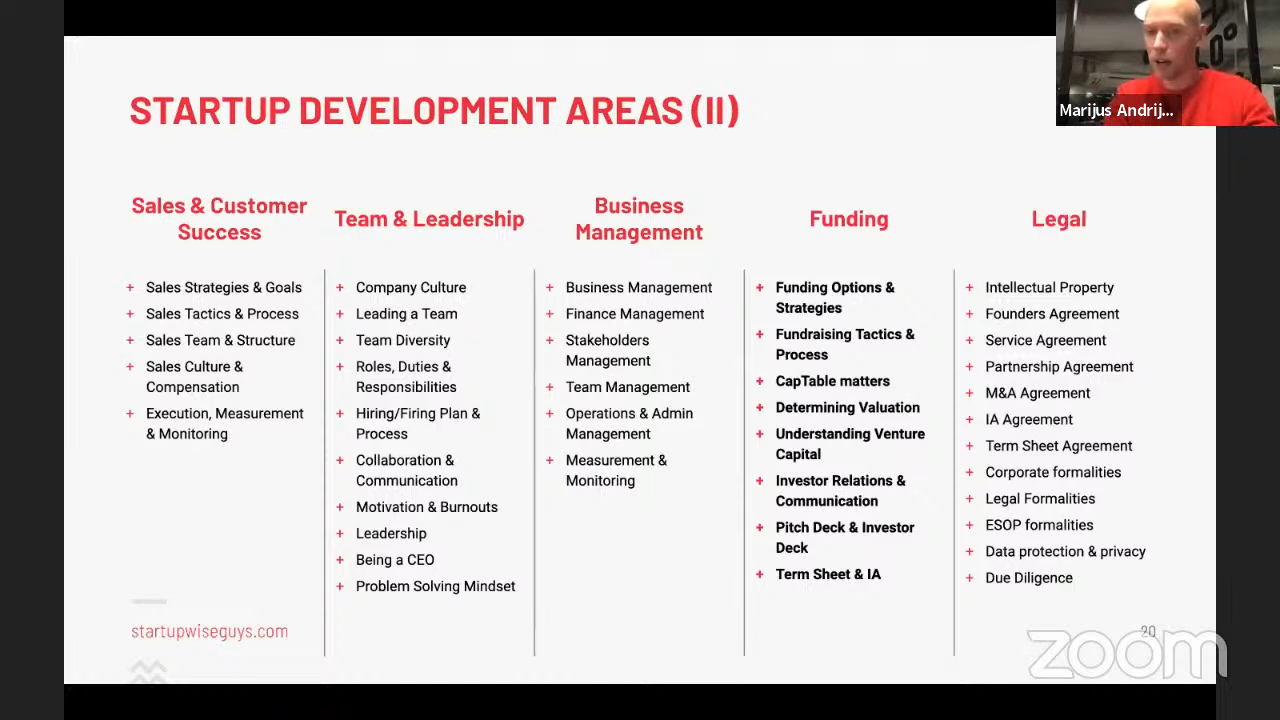 STARTUP DEVELOPMENT AREAS (II)
Marijus Andrij...
Sales & Customer
Success
+ Sales Strategies & Goals
+ Sales Tactics & Process
+ Sales Team & Structure
+ Sales Culture &
Compensation
+ Execution, Measurement
& Monitoring
Team & Leadership
+ Company Culture
+ Leading a Team
+ Team Diversity
+ Roles, Duties &
Responsibilities
+ Hiring/Firing Plan &
Process
+ Collaboration &
Communication
+ Motivation & Burnouts
+ Leadership
+ Being a CEO
+ Problem Solving Mindset
Business
Management
+ Business Management
+ Finance Management
+ Stakeholders
Management
+ Team Management
+ Operations & Admin
Management
+ Measurement &
Monitoring
Funding
+ Funding Options &
Strategies
+ Fundraising Tactics &
Process
+ CapTable matters
+ Determining Valuation
+ Understanding Venture
Capital
+ Investor Relations &
Communication
+ Pitch Deck & Investor
Deck
+ Term Sheet & IA
Legal
+ Intellectual Property
+ Founders Agreement
+ Service Agreement
+ Partnership Agreement
+ M&A Agreement
+ IA Agreement
+ Term Sheet Agreement
+ Corporate formalities
+ Legal Formalities
+ ESOP formalities
+ Data protection & privacy
+ Due Diligence
startupwiseguys.com
20
zoom